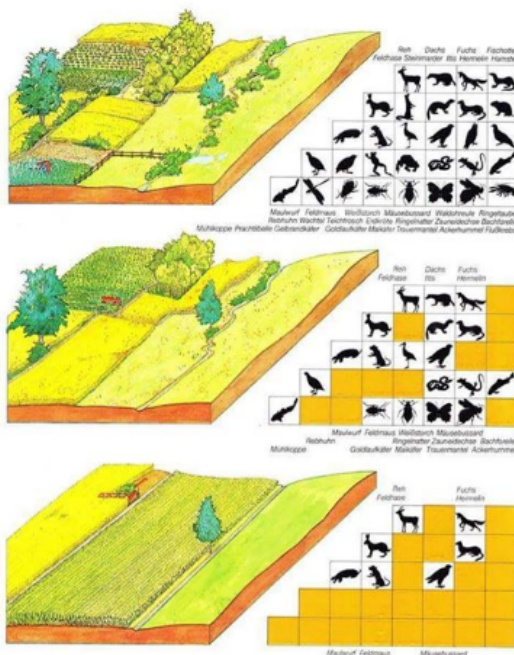 Reh Dachs Fuchs Fischotter
Feldhase Steinmarder Iltis Hermelin Hamster
Maulwurf Feldmaus Weißstorch Mäusebussard Waldohreule Ringeltaube
Rebhuhn Wachtel Teichfrosch Erdkröte Ringelnatter Zauneidechse Bachforelle
Mühlkoppe Prachtlibelle Gelbrandkäfer Goldlaufkäfer Maikäfer Trauermantel Ackerhummel Flußkrebs
Reh Dachs Fuchs
Feldhase Iltis Hermelin
Maulwurf Feldmaus Weißstorch Mäusebussard
Rebhuhn Ringelnatter Zauneidechse Bachforelle
Mühlkoppe Goldlaufkäfer Maikäfer Trauermantel Ackerhummel
Reh Fuchs
Feldhase Hermelin
Maulwurf Feldmaus Mäusebussard